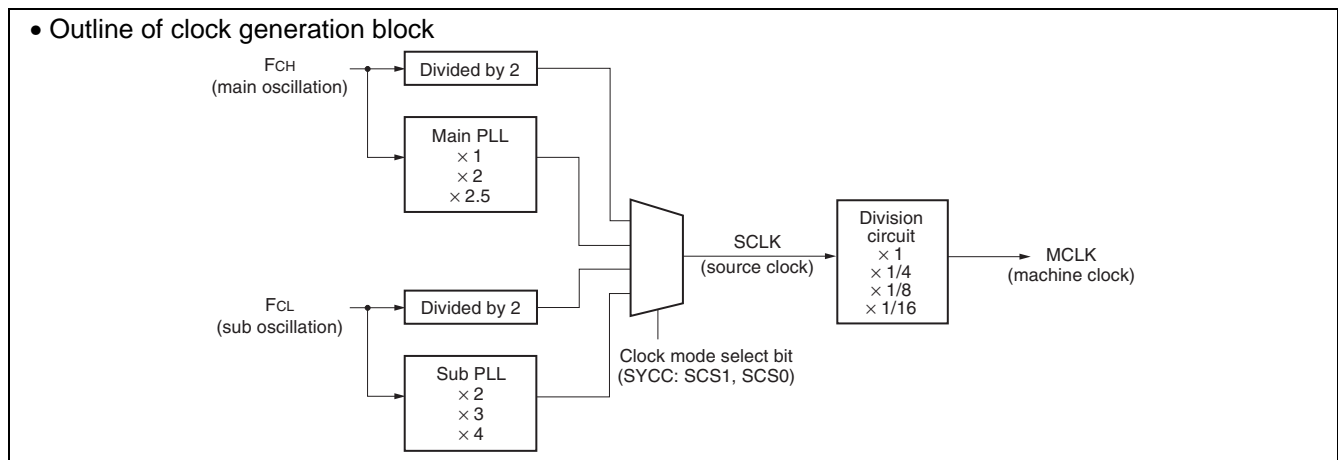 • Outline of clock generation block
FCH
(main oscillation)
Divided by 2
Main PLL
× 1
× 2
× 2.5
FCL
(sub oscillation)
Divided by 2
Sub PLL
× 2
× 3
× 4
SCLK
(source clock)
Clock mode select bit
(SYCC: SCS1, SCS0)
Division
circuit
× 1
× 1/4
× 1/8
× 1/16
MCLK
(machine clock)